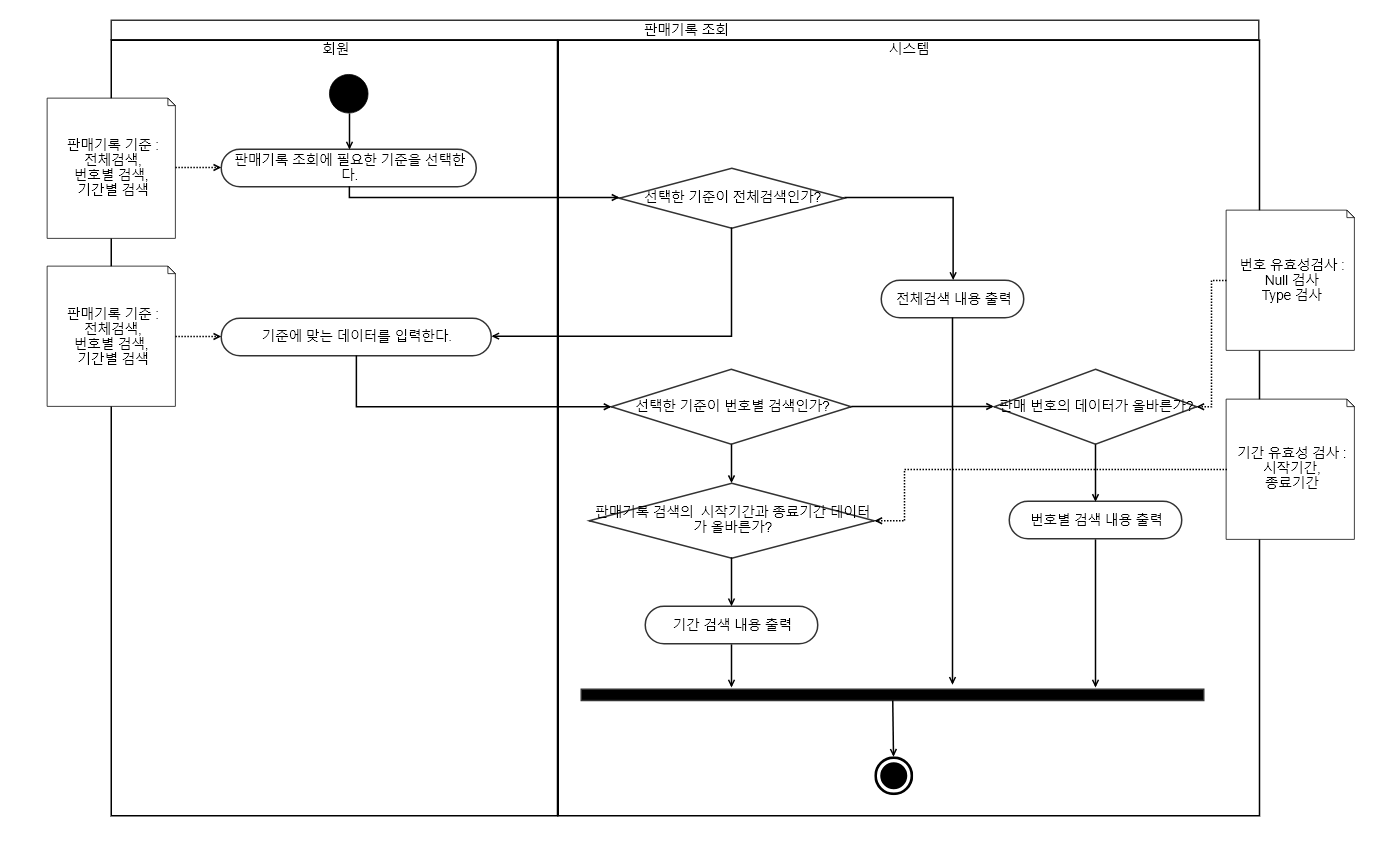 판매기록 조회
회원
시스템
판매기록 기준 :
전체검색,
번호별 검색,
기간별 검색
판매기록 조회에 필요한 기준을 선택한
다.
선택한 기준이 전체검색인가?
번호 유효성검사 :
Null 검사
Type 검사
전체검색 내용 출력
판매기록 기준 :
전체검색,
번호별 검색,
기간별 검색
기준에 맞는 데이터를 입력한다.
선택한 기준이 번호별 검색인가?
판매 번호의 데이터가 올바른가?
기간 유효성 검사 :
시작기간,
종료기간
판매기록 검색의  시작기간과 종료기간 데이터
가 올바른가?
번호별 검색 내용 출력
기간 검색 내용 출력